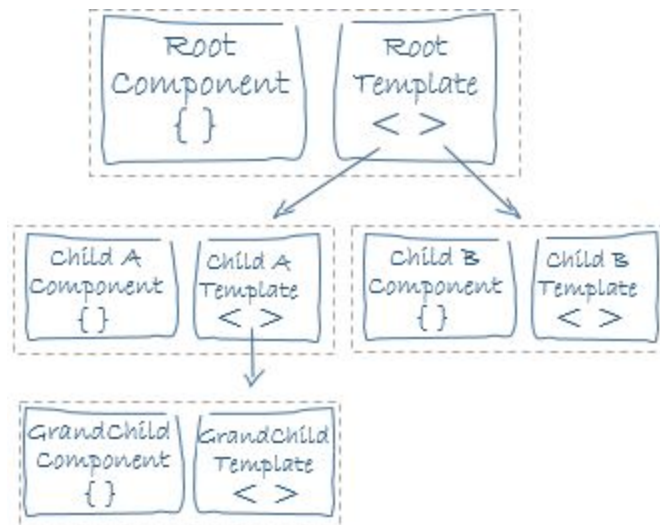 Root
Component
{ }
Root
Template
< >
Child A
Component
{ }
Child A
Template
< >
Child B
Component
{ }
Child B
Template
< >
GrandChild
Component
{ }
GrandChild
Template
< >